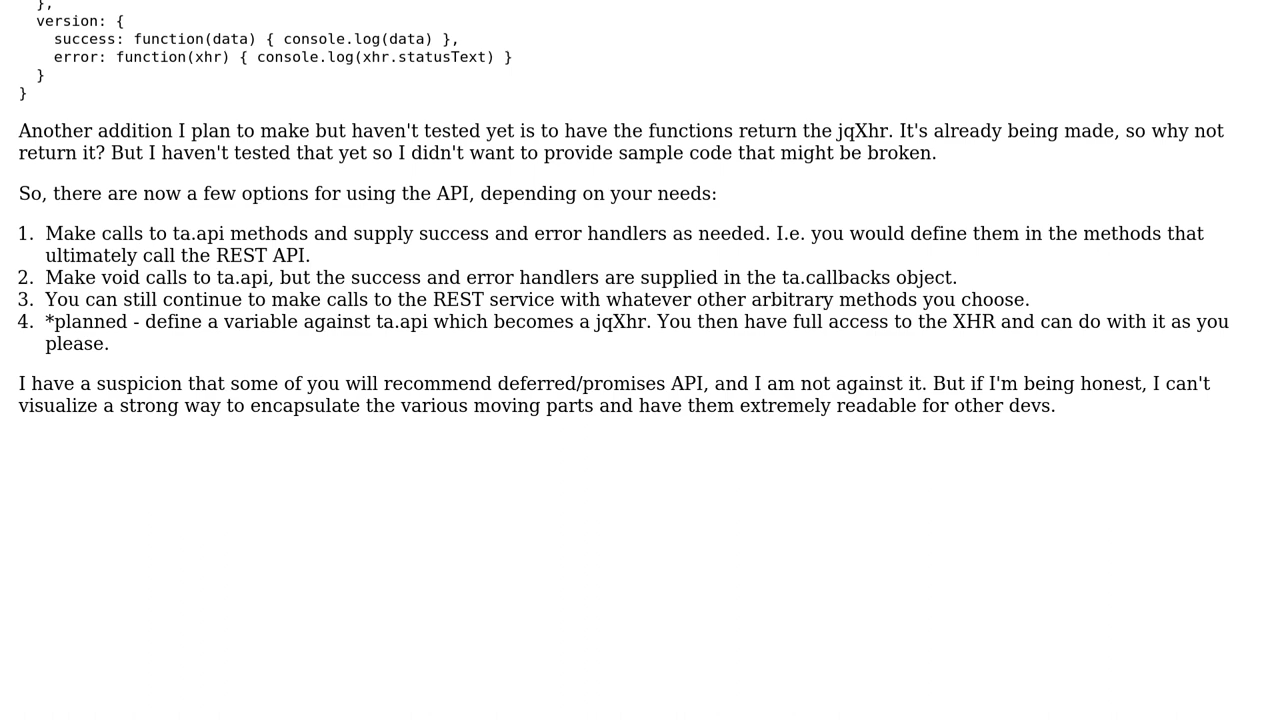 },
version: {
success: function(data) { console.log(data) },
error: function(xhr) { console.log(xhr.statusText) }
}
}
Another addition I plan to make but haven't tested yet is to have the functions return the jqXhr. It's already being made, so why not
return it? But I haven't tested that yet so I didn't want to provide sample code that might be broken.
So, there are now a few options for using the API, depending on your needs:
1. Make calls to ta.api methods and supply success and error handlers as needed. I.e. you would define them in the methods that
ultimately call the REST API.
2. Make void calls to ta.api, but the success and error handlers are supplied in the ta.callbacks object.
3. You can still continue to make calls to the REST service with whatever other arbitrary methods you choose.
4. *planned - define a variable against ta.api which becomes a jqXhr. You then have full access to the XHR and can do with it as you
please.
I have a suspicion that some of you will recommend deferred/promises API, and I am not against it. But if I'm being honest, I can't
visualize a strong way to encapsulate the various moving parts and have them extremely readable for other devs.